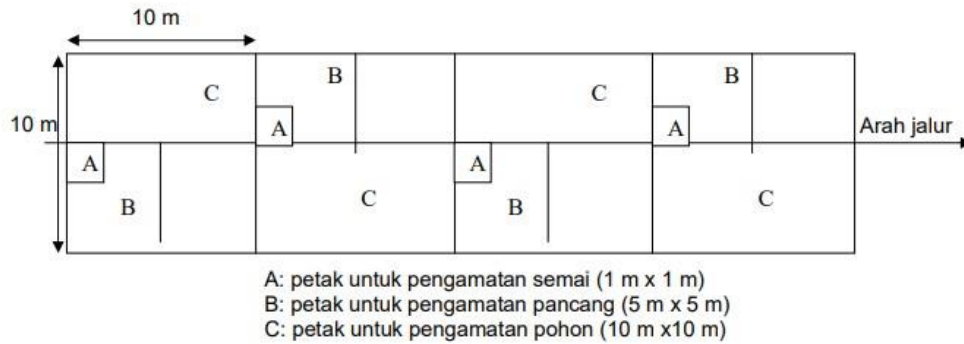 10 m
B B
C C
A A
10 m Arah jalur
A A
B C B C
A: petak untuk pengamatan semai (1 m x 1 m)
B: petak untuk pengamatan pancang (5 m x 5 m)
C: petak untuk pengamatan pohon (10 m x10 m)